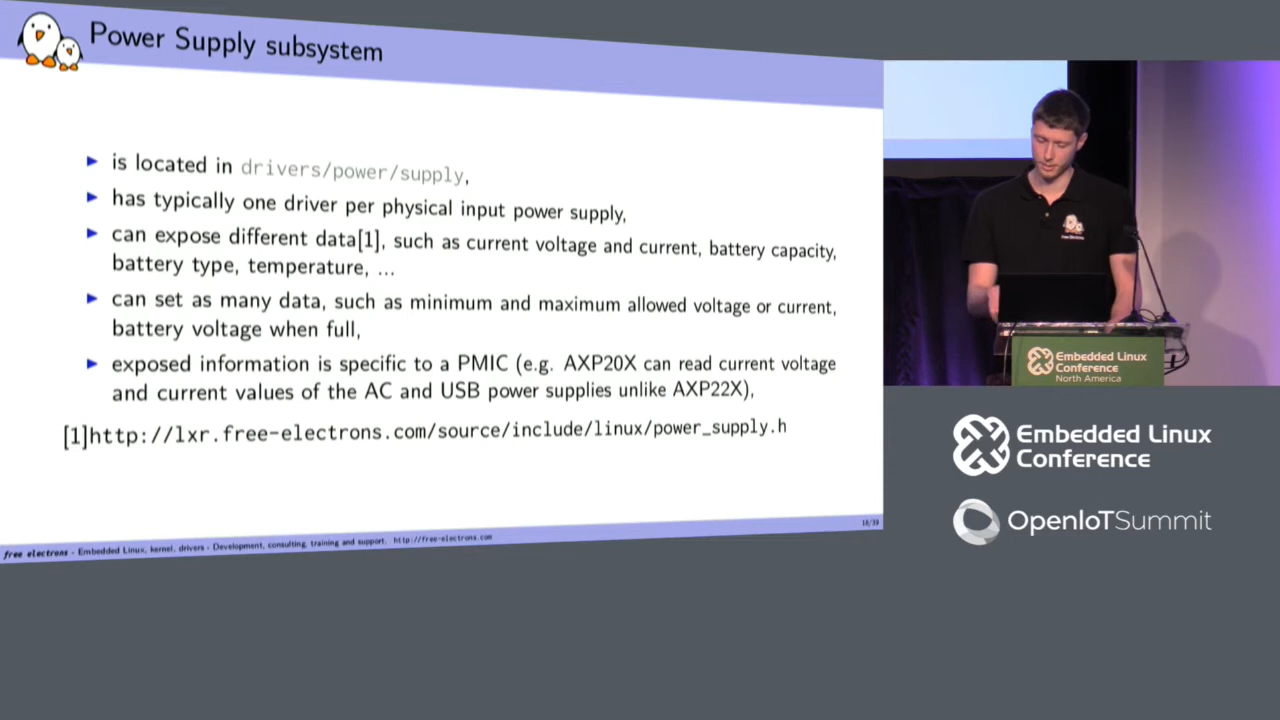 Power Supply subsystem
▶ is located in drivers/power/supply,
▶ has typically one driver per physical input power supply,
▶ can expose different data[1], such as current voltage and current, battery capacity,
battery type, temperature, ...
▶ can set as many data, such as minimum and maximum allowed voltage or current,
battery voltage when full,
▶ exposed information is specific to a PMIC (e.g. AXP20X can read current voltage
and current values of the AC and USB power supplies unlike AXP22X),
[1]http://lxr.free-electrons.com/source/include/linux/power_supply.h
free electrons - Embedded Linux, kernel, drivers - Development, consulting, training and support. http://free-electrons.com
18/39
Free Electrons
Embedded Linux
Conference
North America
Embedded Linux
Conference
OpenIoTSummit